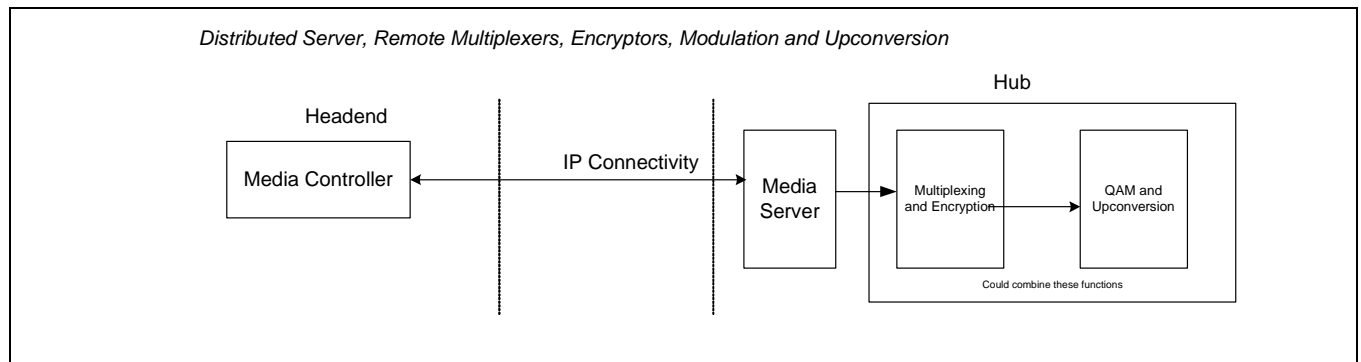 Distributed Server, Remote Multiplexers, Encryptors, Modulation and Upconversion
Hub
Headend
Media Controller
IP Connectivity
Media
Server
Multiplexing
and Encryption
QAM and
Upconversion
Could combine these functions